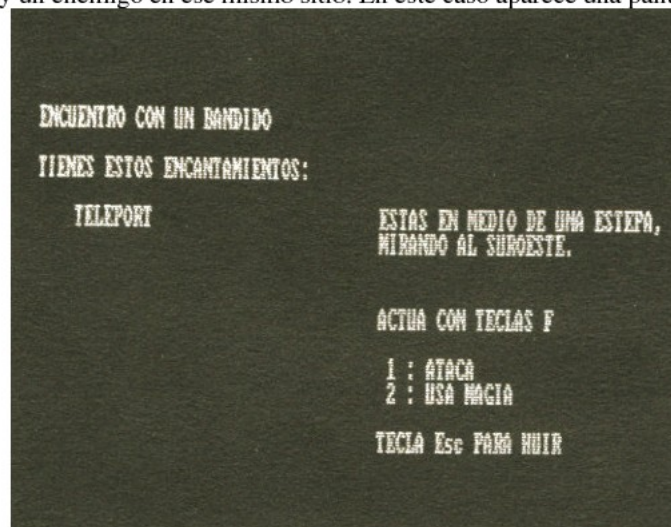 y un enemigo en ese mismo sitio. En este caso aparece una
ENCUENTRO CON UN BANDIDO
TIENES ESTOS ENCANTAMIENTOS:
TELEPORT
ESTAS EN MEDIO DE UNA ESTEPA,
MIRANDO AL SUROESTE.
ACTUA CON TECLAS F
1 : ATACA
2 : USA MAGIA
TECLA Esc PARA HUIR